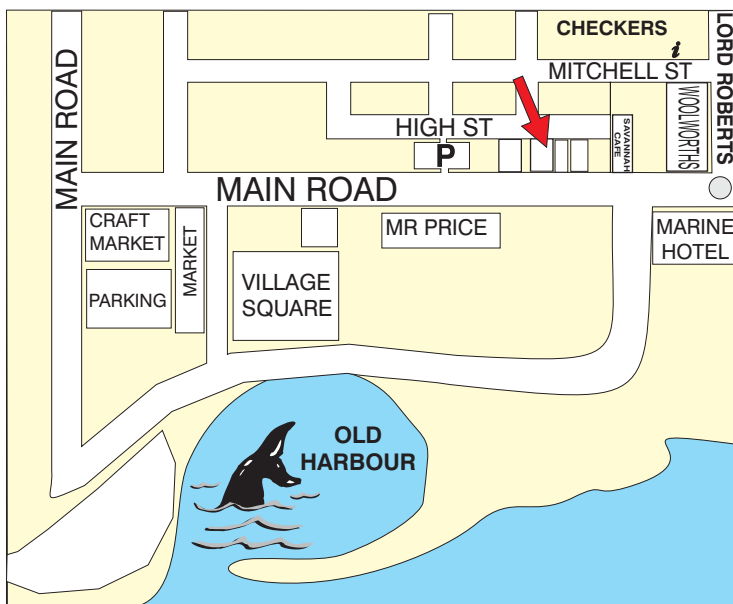 CHECKERS
i
MITCHELL ST
LORD ROBERTS
MAIN ROAD
WOOLWORTHS
HIGH ST
SAVANNAH
CAFE
P
MAIN ROAD
CRAFT
MARKET
MARKET
MR PRICE
MARINE
HOTEL
PARKING
VILLAGE
SQUARE
OLD
HARBOUR